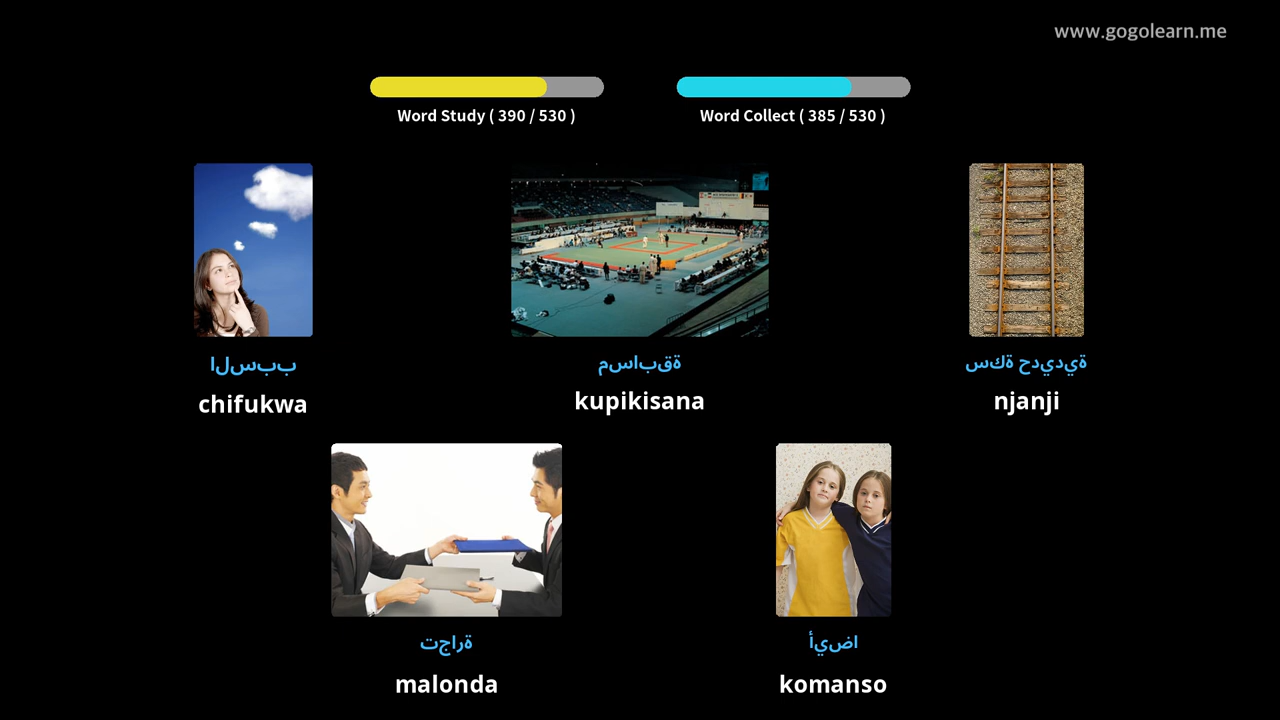 www.gogolearn.me
Word Study ( 390 / 530 )
Word Collect ( 385 / 530 )
السبب
chifukwa
مسابقة
kupikisana
سكة حديدية
njanji
تجارة
malonda
أيضا
komanso